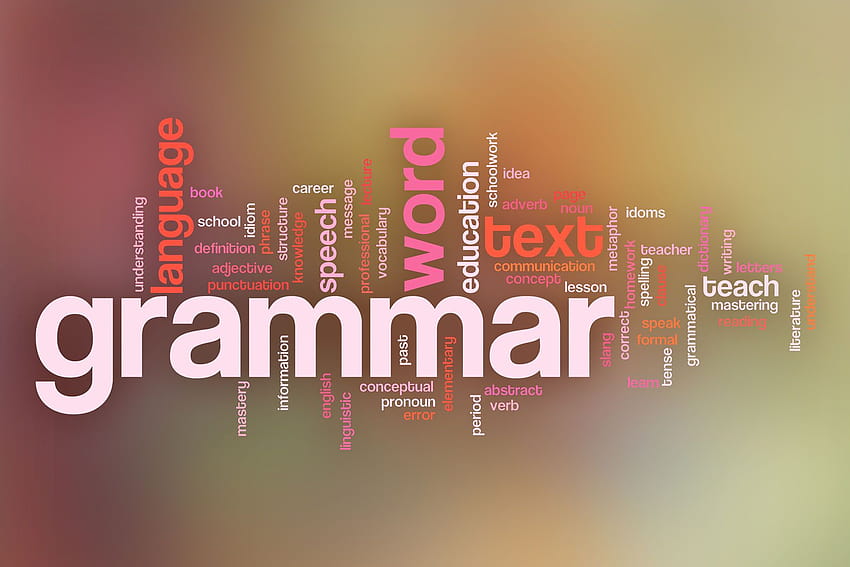 understanding
language
book
school
idiom
phrase
structure
knowledge
career
definition
adjective
punctuation
speech
message
professional
vocabulary
word
education
schoolwork
idea
adverb
page
noun
text
communication
concept
lesson
metaphor
idoms
homework
teacher
spelling
dictionary
writing
letters
teach
mastering
reading
literature
understand
grammar
mastery
information
english
linguistic
past
conceptual
pronoun
error
elementary
period
abstract
verb
slang
correct
speak
formal
learn
tense
grammatical